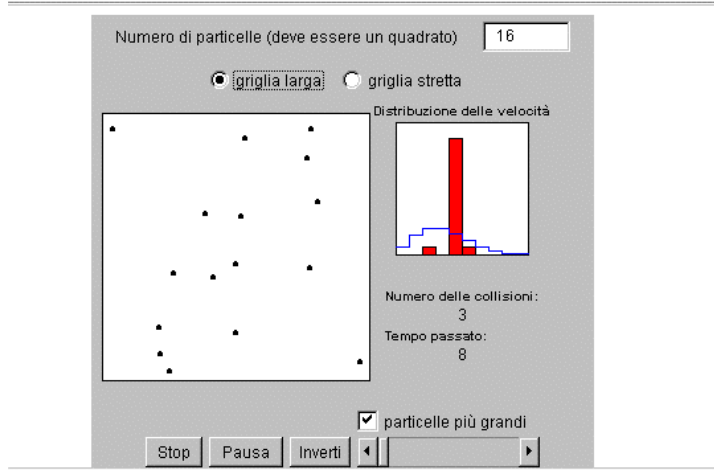 Numero di particelle (deve essere un quadrato) 16
griglia larga griglia stretta
Distribuzione delle velocità
Numero delle collisioni:
3
Tempo passato:
8
particelle più grandi
Stop Pausa Inverti